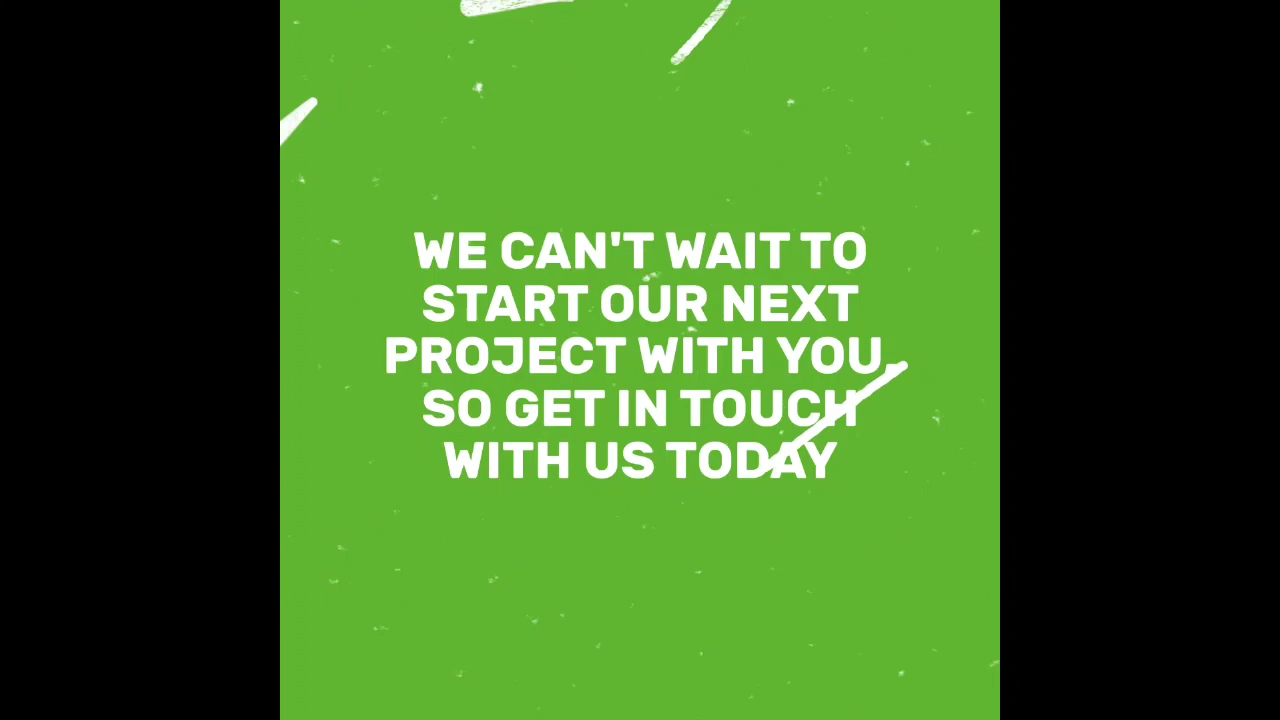 WE CAN'T WAIT TO
START OUR NEXT
PROJECT WITH YOU,
SO GET IN TOUCH
WITH US TODAY